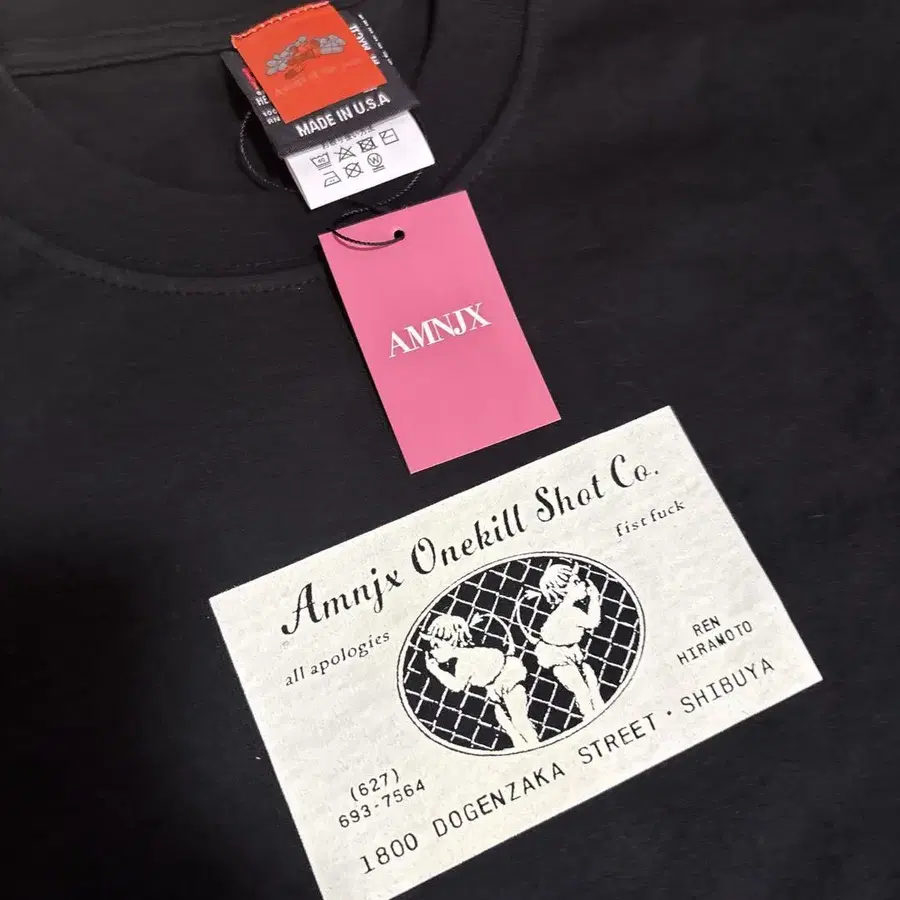 MADE IN U.S.A
AMNJX
Amnjx Onekill Shot Co.
fist fuck
all apologies
REN
HIRAMOTO
(627)
693-7564
1800 DOGENZAKA STREET・SHIBUYA